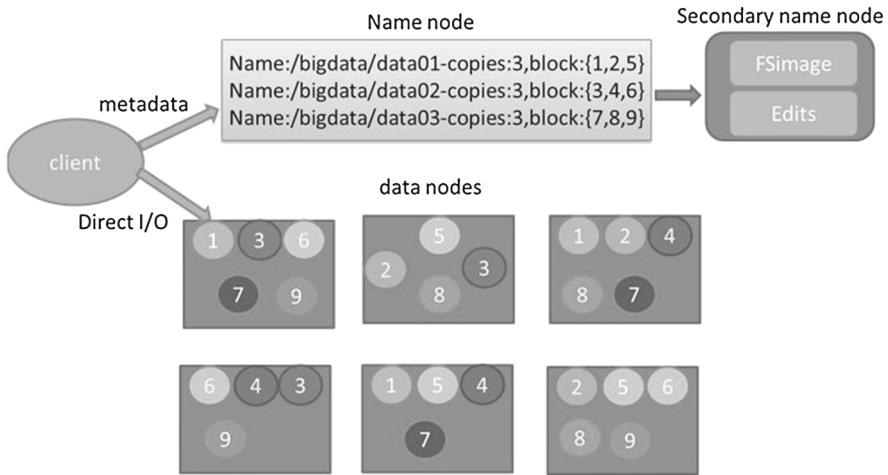 Name node
Secondary name node
Name:/bigdata/data01-copies:3,block:{1,2,5}
Name:/bigdata/data02-copies:3,block:{3,4,6}
Name:/bigdata/data03-copies:3,block:{7,8,9}
FSimage
Edits
metadata
client
Direct I/O
data nodes
1 3 6
7 9
5
2 3
8
1 2 4
8 7
6 4 3
9
1 5 4
7
2 5 6
8 9